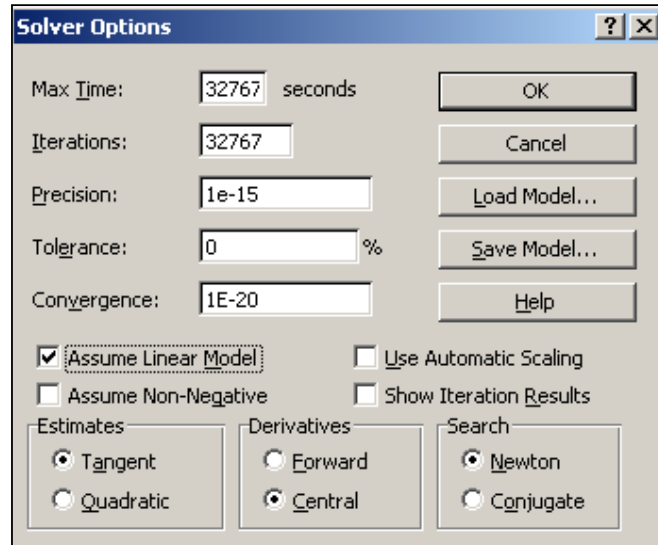 Solver Options
Max Time: 32767 seconds
OK
Iterations: 32767
Cancel
Precision: 1e-15
Load Model...
Tolerance: 0 %
Save Model...
Convergence: 1E-20
Help
Assume Linear Model
Use Automatic Scaling
Assume Non-Negative
Show Iteration Results
Estimates
Derivatives
Search
Tangent
Forward
Newton
Quadratic
Central
Conjugate